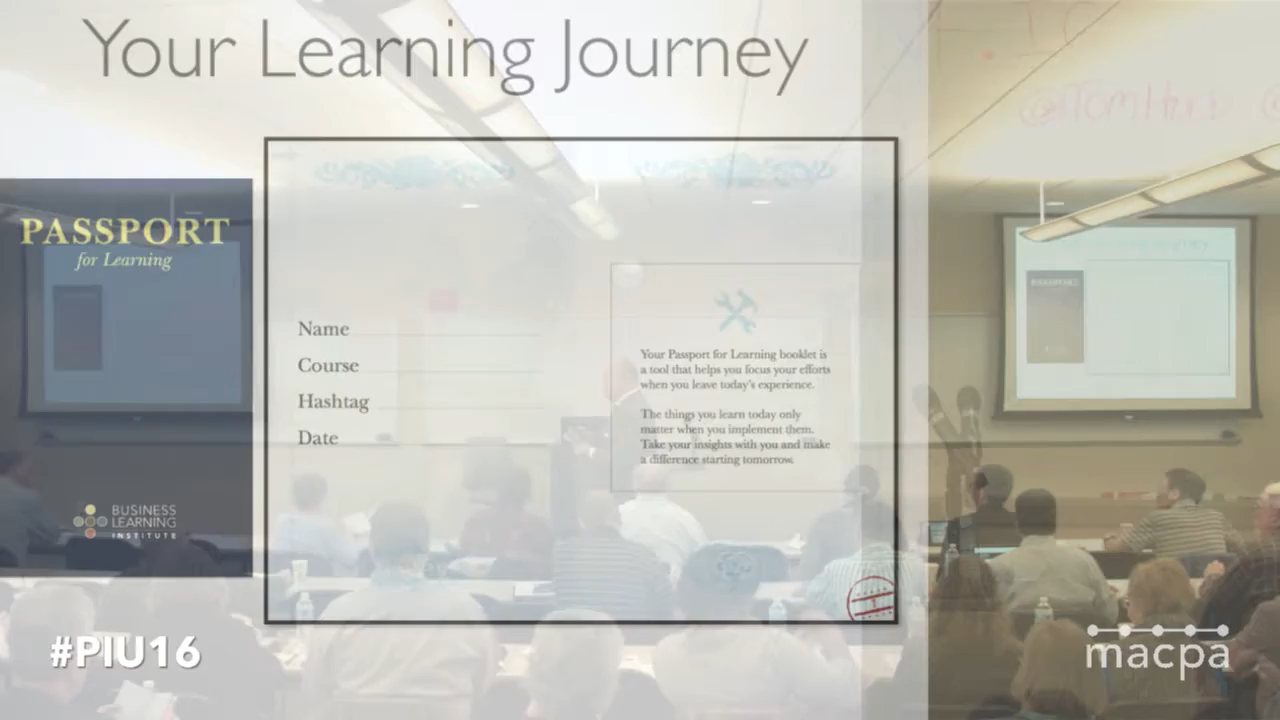 Your Learning Journey
PASSPORT
for Learning
Name
Course
Hashtag
Date
Your Passport for Learning booklet is
a tool that helps you focus your efforts
when you leave today's experience.
The things you learn today only
matter when you implement them.
Take your insights with you and make
a difference starting tomorrow.
BUSINESS
LEARNING
INSTITUTE
#PIU16
macpa